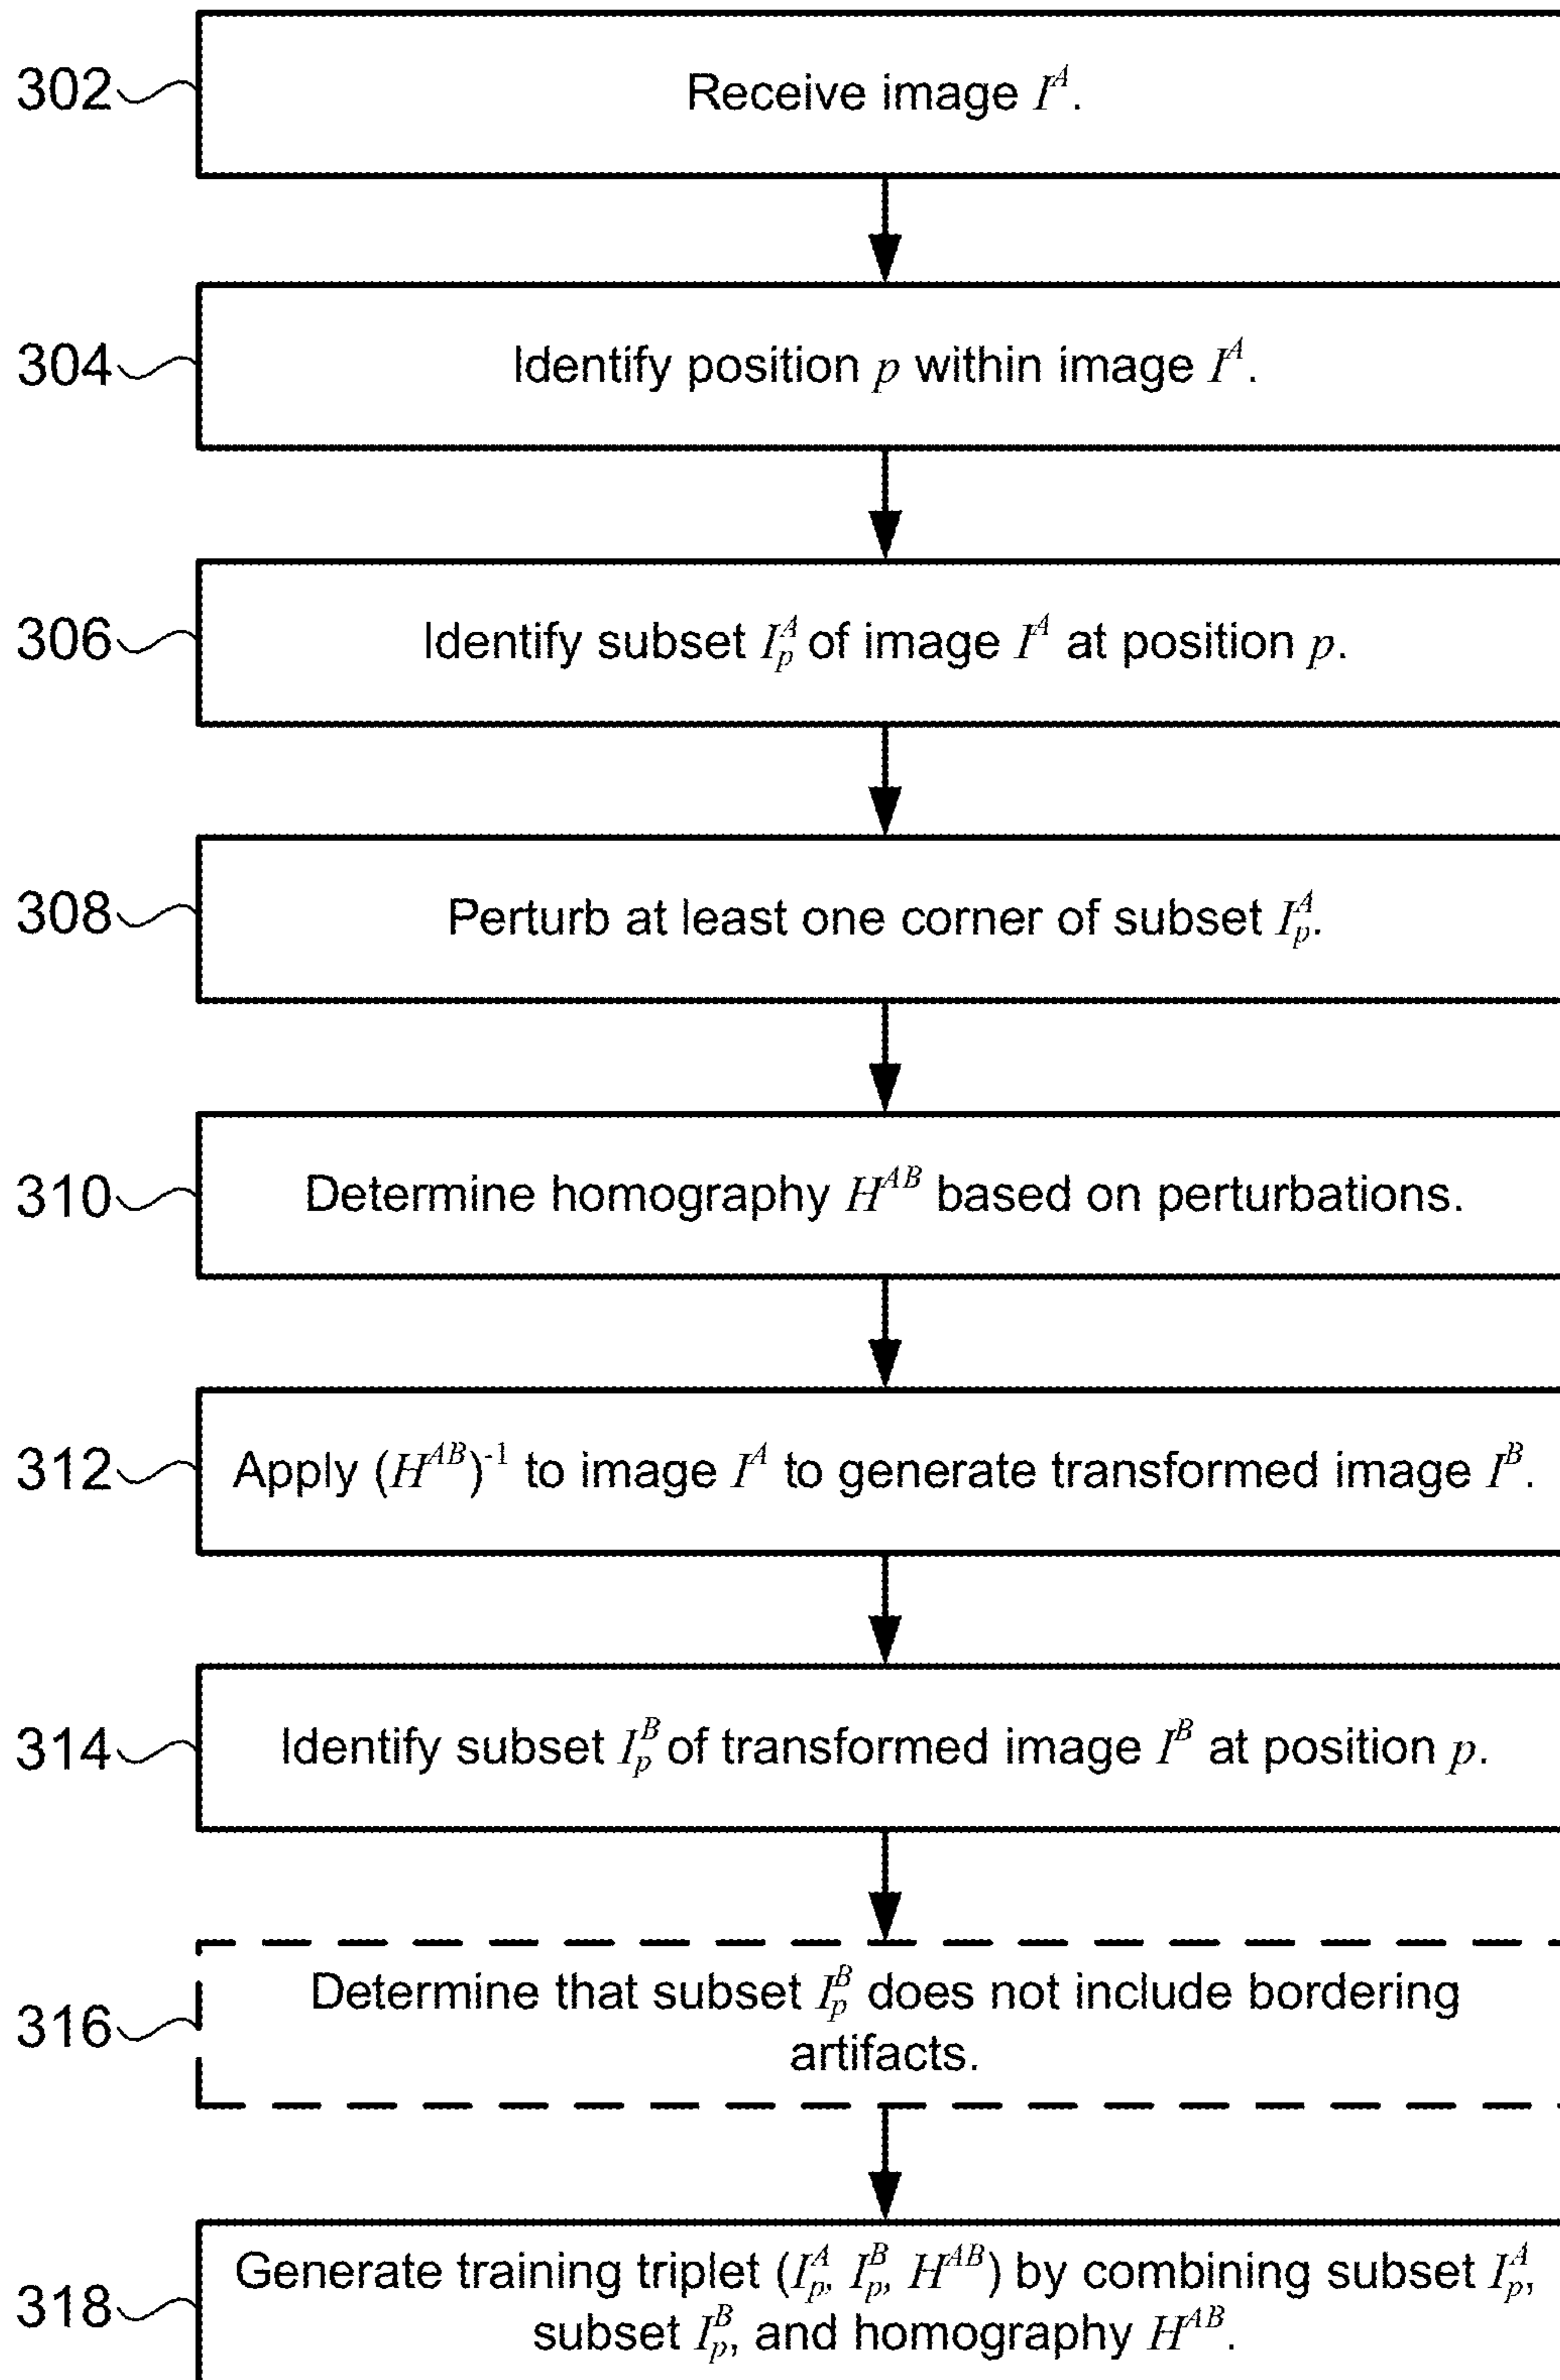 302
Receive image I^A.
304
Identify position p within image I^A.
306
Identify subset I_p^A of image I^A at position p.
308
Perturb at least one corner of subset I_p^A.
310
Determine homography H^AB based on perturbations.
312
Apply (H^AB)^-1 to image I^A to generate transformed image I^B.
314
Identify subset I_p^B of transformed image I^B at position p.
316
Determine that subset I_p^B does not include bordering
artifacts.
318
Generate training triplet (I_p^A, I_p^B, H^AB) by combining subset I_p^A,
subset I_p^B, and homography H^AB.